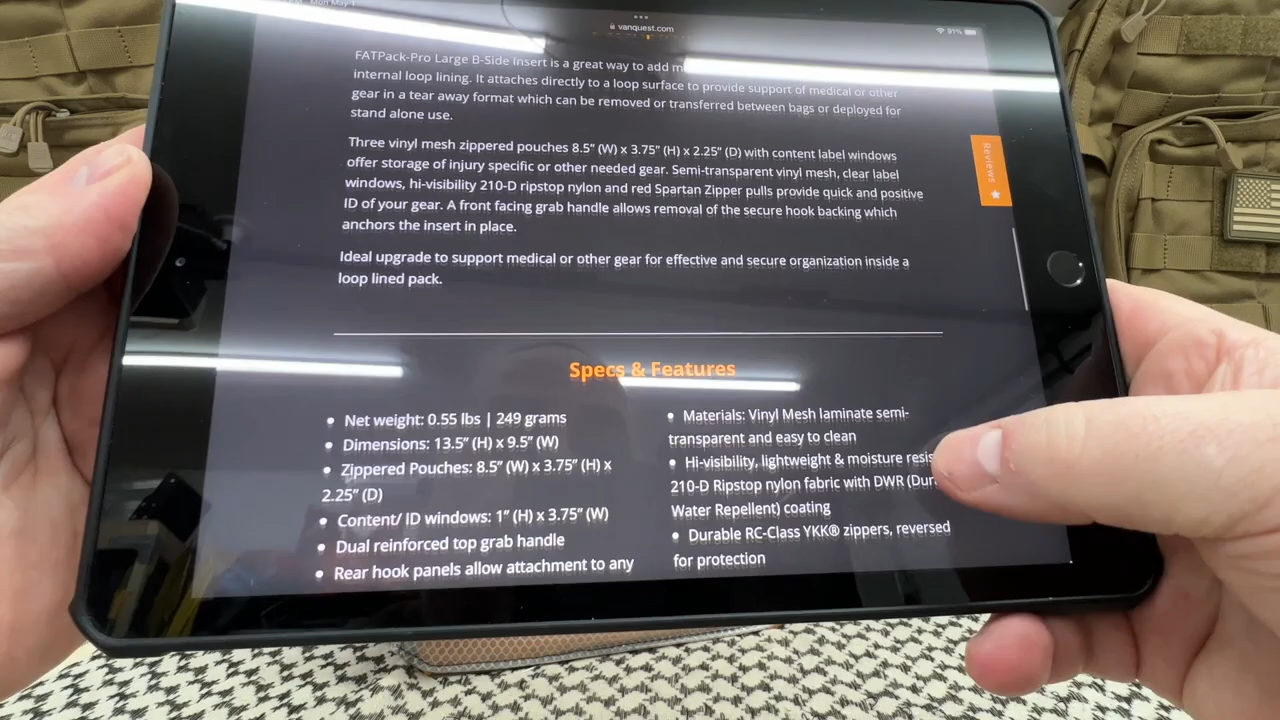 Mon May 1
vanquest.com
91%
FATPack-Pro Large B-Side Insert is a great way to add
internal loop lining. It attaches directly to a loop surface to provide support of medical or other
gear in a tear away format which can be removed or transferred between bags or deployed for
stand alone use.
Three vinyl mesh zippered pouches 8.5” (W) x 3.75” (H) x 2.25” (D) with content label windows
offer storage of injury specific or other needed gear. Semi-transparent vinyl mesh, clear label
windows, hi-visibility 210-D ripstop nylon and red Spartan Zipper pulls provide quick and positive
ID of your gear. A front facing grab handle allows removal of the secure hook backing which
anchors the insert in place.
Ideal upgrade to support medical or other gear for effective and secure organization inside a
loop lined pack.
Reviews
Specs & Features
• Net weight: 0.55 lbs | 249 grams
• Dimensions: 13.5” (H) x 9.5” (W)
• Zippered Pouches: 8.5” (W) x 3.75” (H) x
2.25” (D)
• Content/ ID windows: 1” (H) x 3.75” (W)
• Dual reinforced top grab handle
• Rear hook panels allow attachment to any
• Materials: Vinyl Mesh laminate semi-
transparent and easy to clean
• Hi-visibility, lightweight & moisture resis
210-D Ripstop nylon fabric with DWR (Dur
Water Repellent) coating
• Durable RC-Class YKK® zippers, reversed
for protection